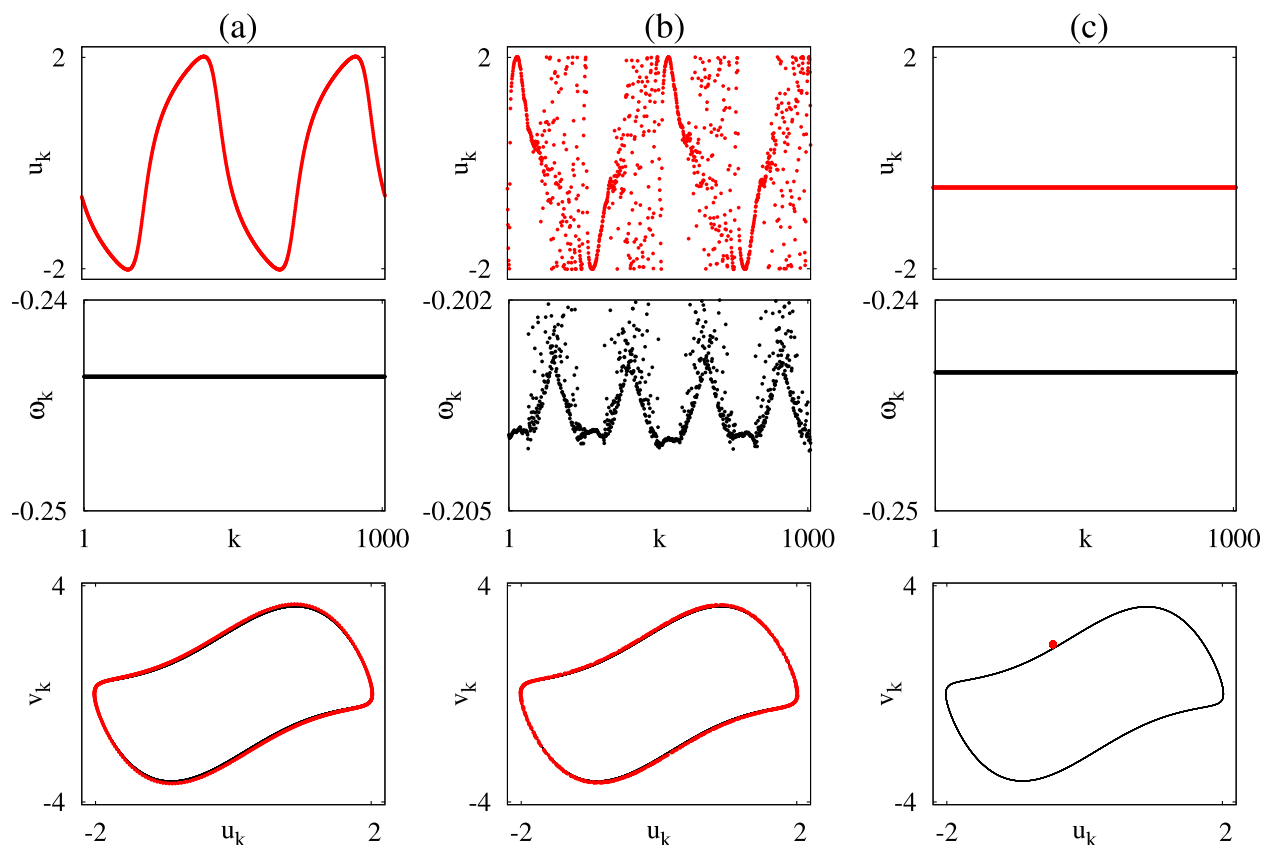 (a) (b) (c)
2 2 2
u_k u_k u_k
-2 -2 -2
-0.24 -0.202 -0.24
ω_k ω_k ω_k
-0.25 -0.205 -0.25
1 k 1000 1 k 1000 1 k 1000
4 4 4
v_k v_k v_k
-4 -4 -4
-2 u_k 2 -2 u_k 2 -2 u_k 2